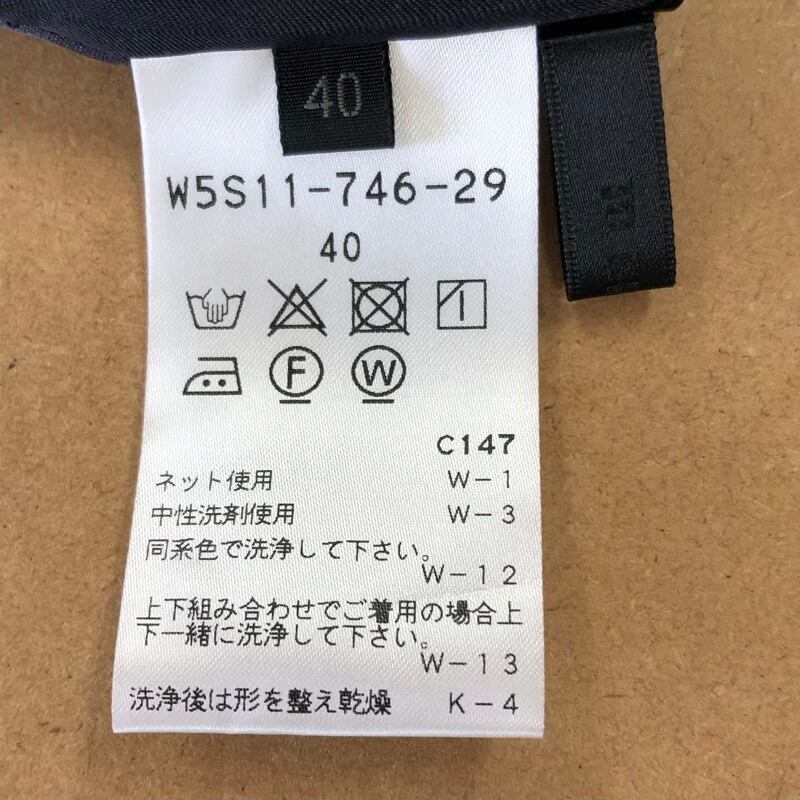 40
W5S11-746-29
40
F W
C147
ネット使用 W-1
中性洗剤使用 W-3
同系色で洗浄して下さい。
W-12
上下組み合わせでご着用の場合上
下一緒に洗浄して下さい。
W-13
洗浄後は形を整え乾燥 K-4